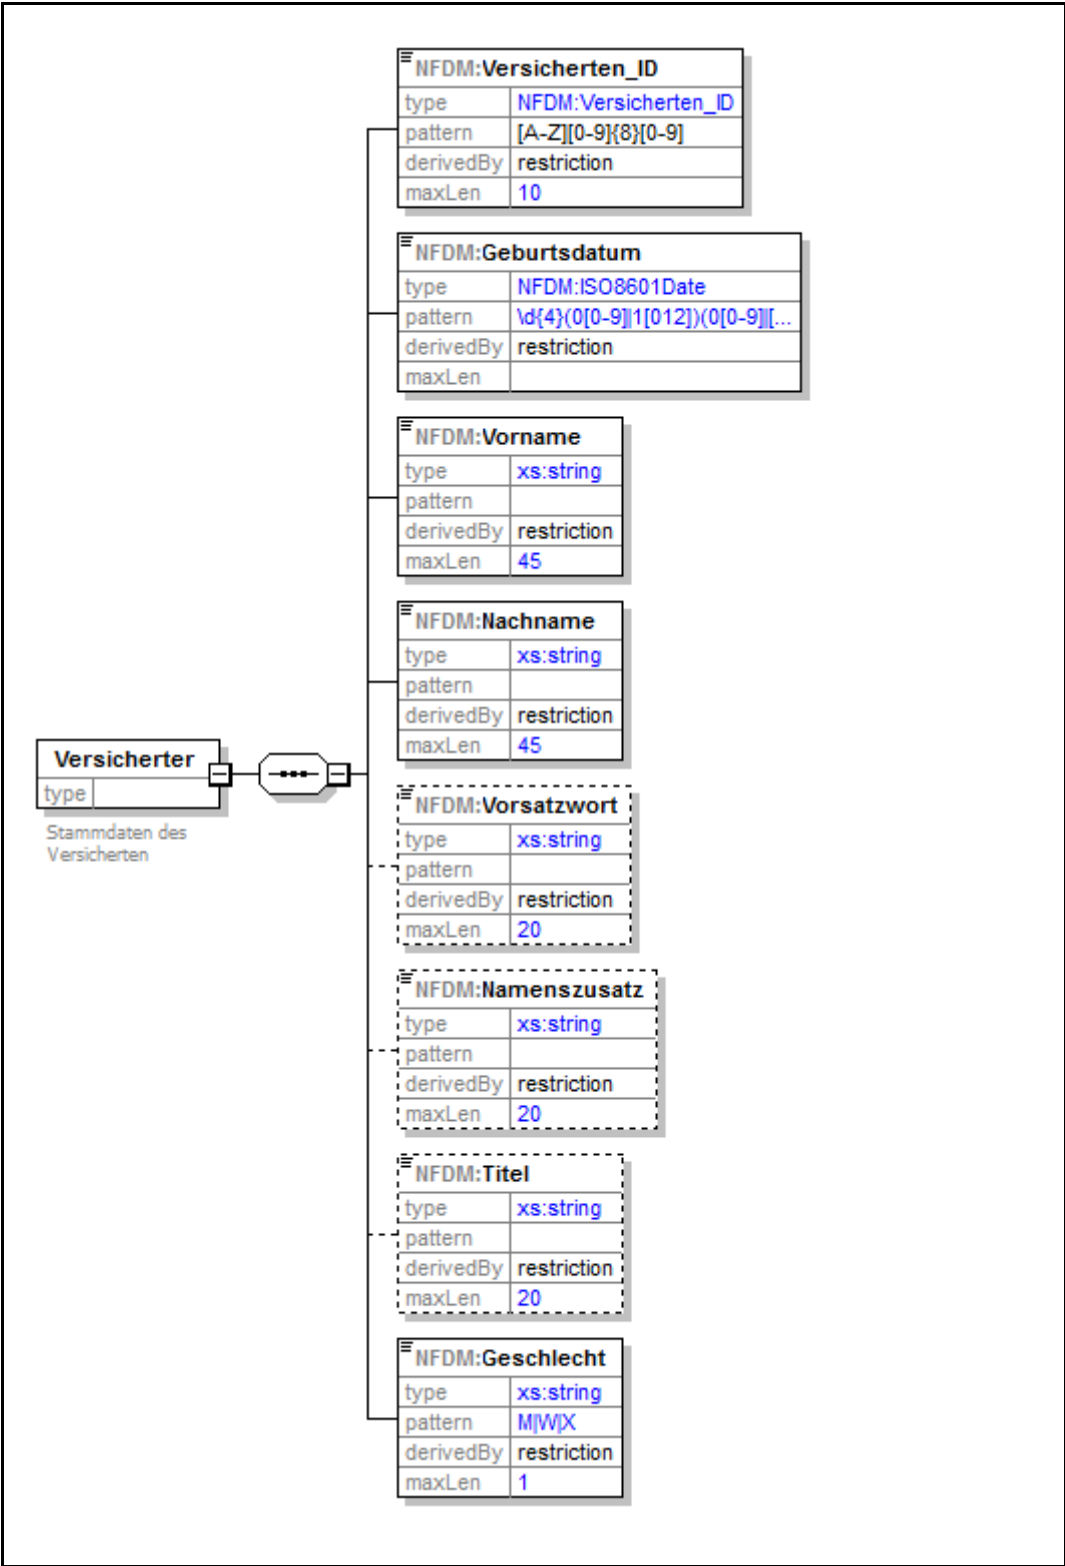 NFDM:Versicherten_ID
type NFDM:Versicherten_ID
pattern [A-Z][0-9]{8}[0-9]
derivedBy restriction
maxLen 10
NFDM:Geburtsdatum
type NFDM:ISO8601Date
pattern \d{4}(0[0-9]|1[012])(0[0-9]|[...
derivedBy restriction
maxLen
NFDM:Vorname
type xs:string
pattern
derivedBy restriction
maxLen 45
NFDM:Nachname
type xs:string
pattern
derivedBy restriction
maxLen 45
Versicherter
type
Stammdaten des
Versicherten
NFDM:Vorsatzwort
type xs:string
pattern
derivedBy restriction
maxLen 20
NFDM:Namenszusatz
type xs:string
pattern
derivedBy restriction
maxLen 20
NFDM:Titel
type xs:string
pattern
derivedBy restriction
maxLen 20
NFDM:Geschlecht
type xs:string
pattern M|W|X
derivedBy restriction
maxLen 1